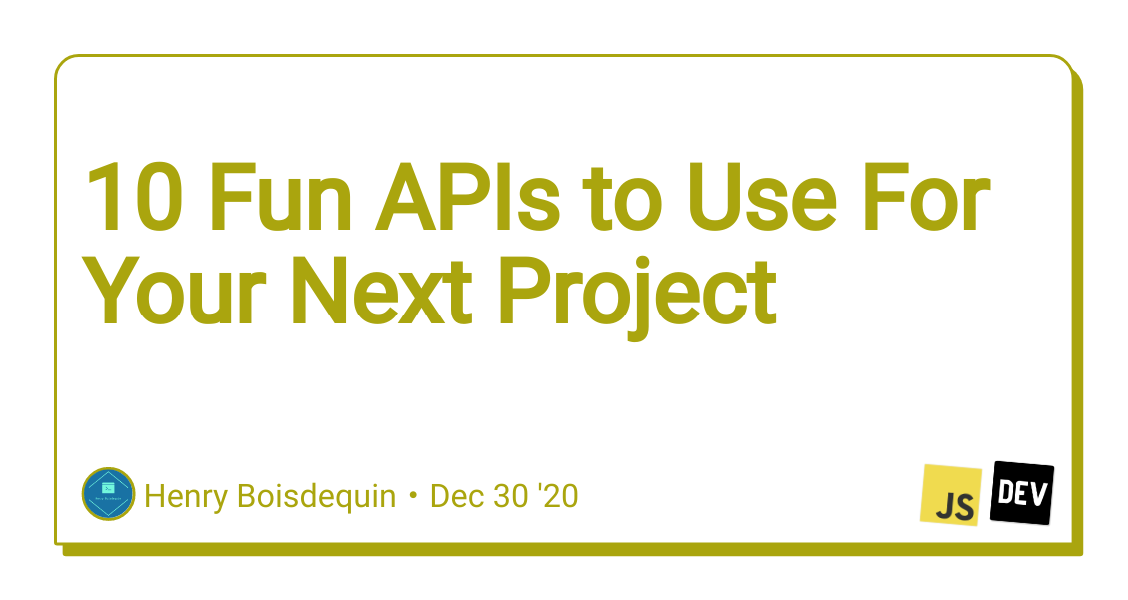 10 Fun APIs to Use For
Your Next Project
Henry Boisdequin • Dec 30 '20
JS
DEV